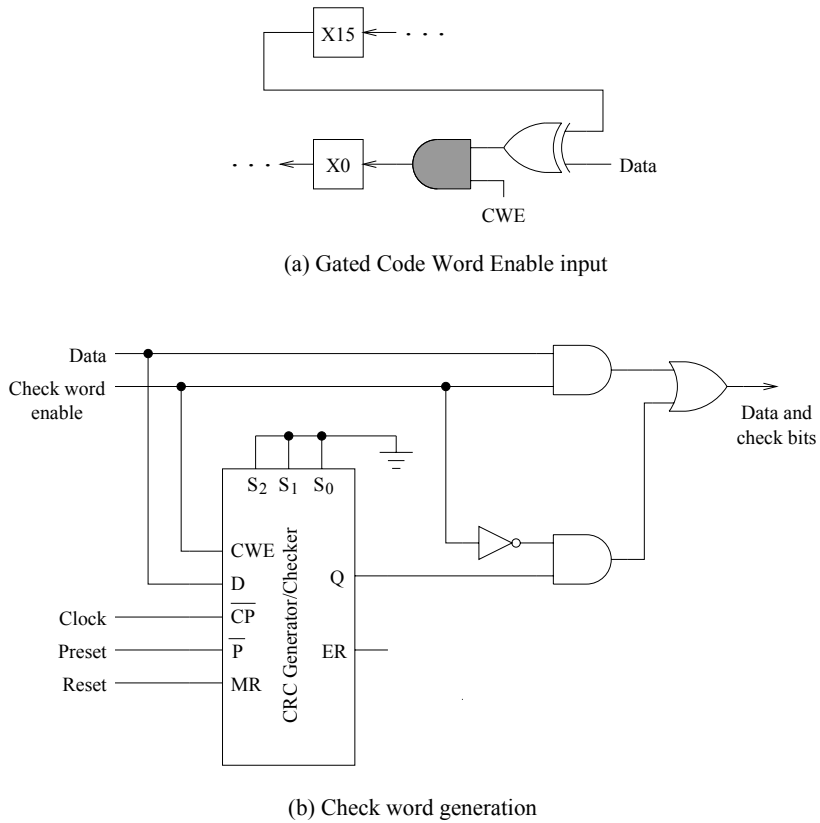 X15
. . .
. . .
X0
Data
CWE
(a) Gated Code Word Enable input
Data
Check word
enable
Data and
check bits
S2 S1 S0
CWE
D
Q
Clock
CP
Preset
P
ER
Reset
MR
CRC Generator/Checker
(b) Check word generation